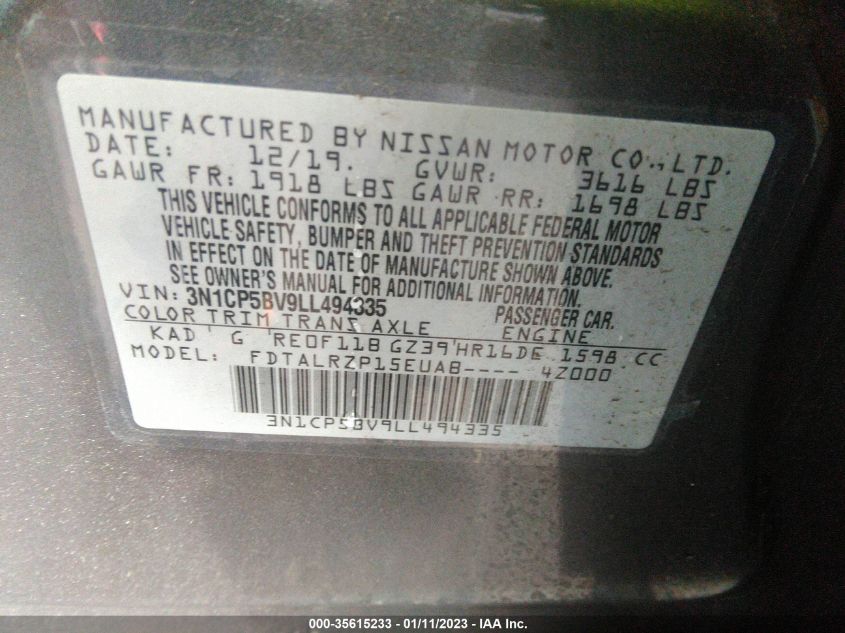 MANUFACTURED BY NISSAN MOTOR CO., LTD.
DATE: 12/19. GVWR: 3616 LBS
GAWR FR: 1918 LBS GAWR RR: 1698 LBS
THIS VEHICLE CONFORMS TO ALL APPLICABLE FEDERAL MOTOR
VEHICLE SAFETY, BUMPER AND THEFT PREVENTION STANDARDS
IN EFFECT ON THE DATE OF MANUFACTURE SHOWN ABOVE.
SEE OWNER'S MANUAL FOR ADDITIONAL INFORMATION.
VIN: 3N1CP5BV9LL494335 PASSENGER CAR.
COLOR TRIM TRANS AXLE ENGINE
KAD' G 'RE0F11B GZ39'HR16DE 1598 CC
MODEL: FDTALRZP15EUAB---- 4Z000
3N1CP5BV9LL494335
000-35615233 - 01/11/2023 - IAA Inc.